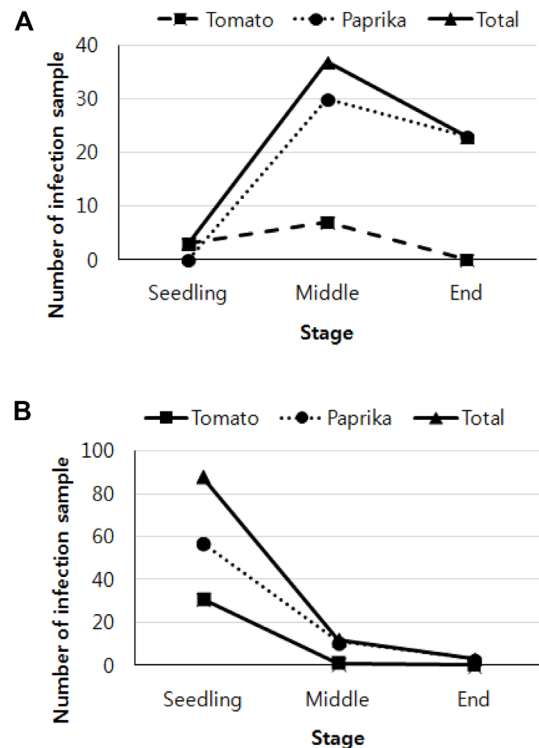 A
Tomato Paprika Total
Number of infection sample
40
30
20
10
0
Seedling Middle End
Stage
B
Tomato Paprika Total
Number of infection sample
100
80
60
40
20
0
Seedling Middle End
Stage